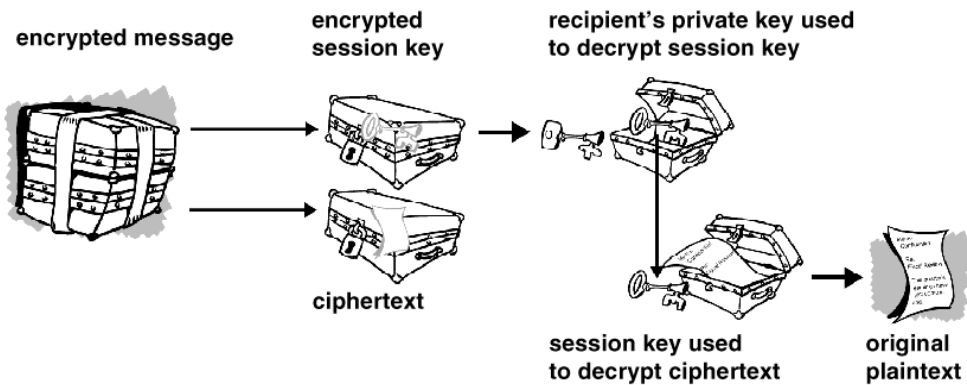 encrypted message
encrypted
session key
recipient's private key used
to decrypt session key
ciphertext
session key used
to decrypt ciphertext
original
plaintext